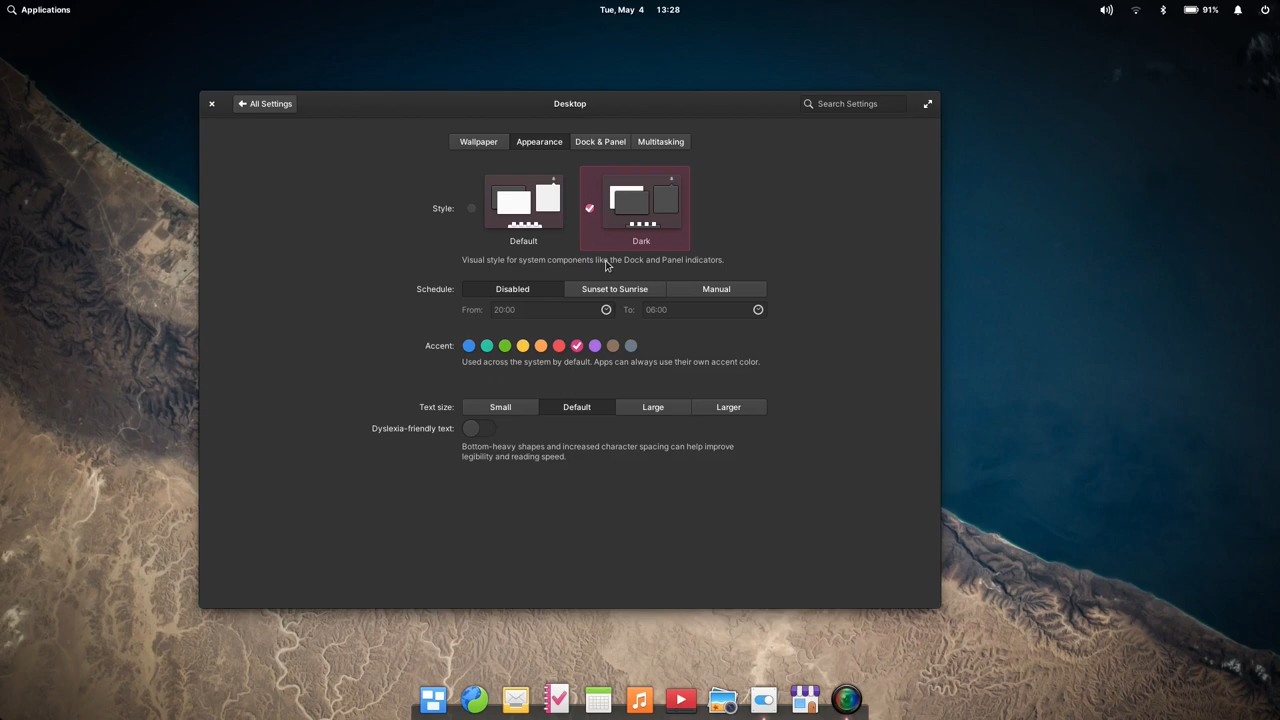 Applications
Tue, May 4 13:28
91%
All Settings
Desktop
Search Settings
Wallpaper Appearance Dock & Panel Multitasking
Style:
Default Dark
Visual style for system components like the Dock and Panel indicators.
Schedule: Disabled Sunset to Sunrise Manual
From: 20:00 To: 06:00
Accent:
Used across the system by default. Apps can always use their own accent color.
Text size: Small Default Large Larger
Dyslexia-friendly text:
Bottom-heavy shapes and increased character spacing can help improve
legibility and reading speed.